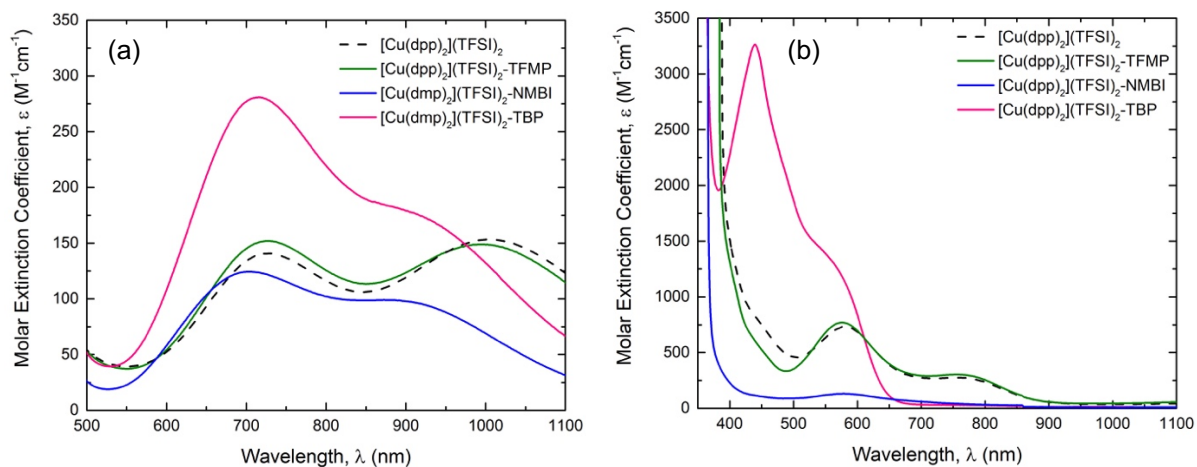 (a)
[Cu(dpp)₂](TFSI)₂
[Cu(dpp)₂](TFSI)₂-TFMP
[Cu(dmp)₂](TFSI)₂-NMBI
[Cu(dmp)₂](TFSI)₂-TBP
Molar Extinction Coefficient, ε (M⁻¹cm⁻¹)
350
300
250
200
150
100
50
0
500 600 700 800 900 1000 1100
Wavelength, λ (nm)
(b)
[Cu(dpp)₂](TFSI)₂
[Cu(dpp)₂](TFSI)₂-TFMP
[Cu(dpp)₂](TFSI)₂-NMBI
[Cu(dpp)₂](TFSI)₂-TBP
Molar Extinction Coefficient, ε (M⁻¹cm⁻¹)
3500
3000
2500
2000
1750
1500
1250
1000
750
500
250
0
400 500 600 700 800 900 1000 1100
Wavelength, λ (nm)